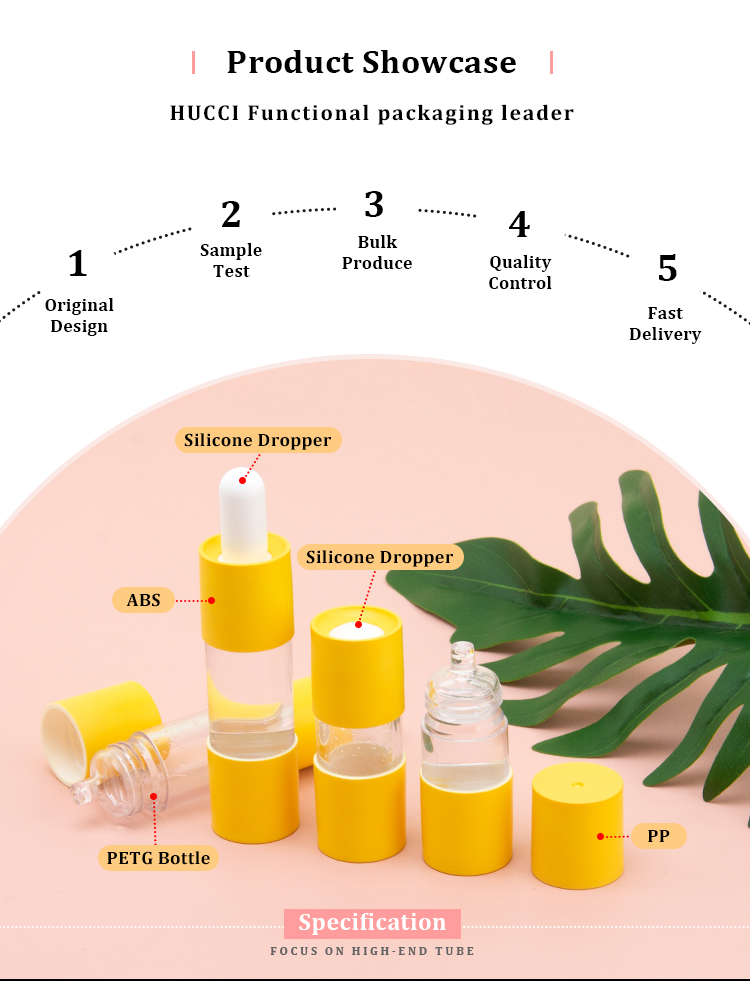 Product Showcase
HUCCI Functional packaging leader
1
Original
Design
2
Sample
Test
3
Bulk
Produce
4
Quality
Control
5
Fast
Delivery
Silicone Dropper
Silicone Dropper
ABS
PETG Bottle
PP
Specification
FOCUS ON HIGH-END TUBE